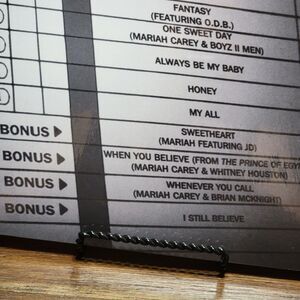 FANTASY
(FEATURING O.D.B.)
ONE SWEET DAY
(MARIAH CAREY & BOYZ II MEN)
ALWAYS BE MY BABY
HONEY
MY ALL
BONUS ▶ SWEETHEART
(MARIAH FEATURING JD)
BONUS ▶ WHEN YOU BELIEVE (FROM THE PRINCE OF EGY
(MARIAH CAREY & WHITNEY HOUSTON)
BONUS ▶ WHENEVER YOU CALL
(MARIAH CAREY & BRIAN MCKNIGHT)
BONUS ▶ I STILL BELIEVE